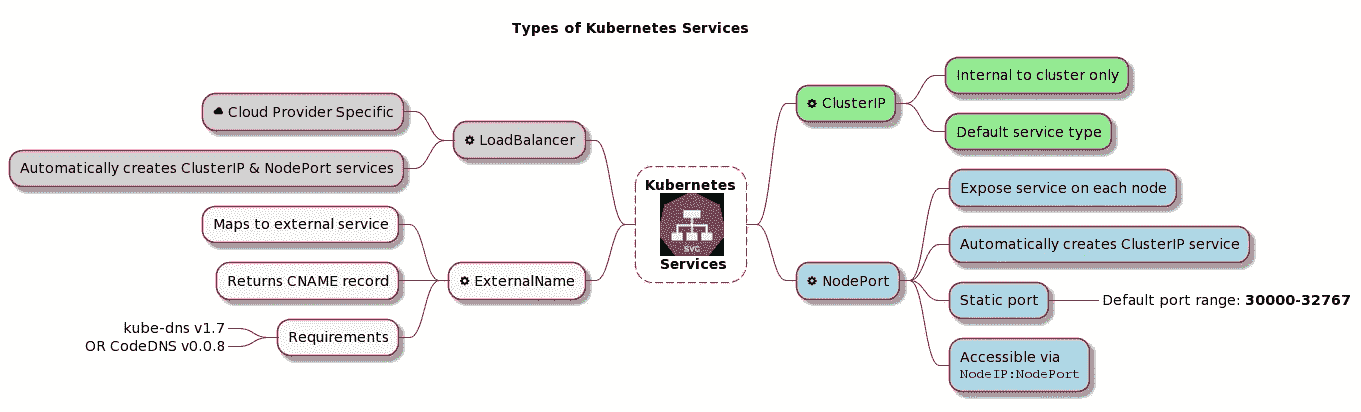 Types of Kubernetes Services
Cloud Provider Specific
LoadBalancer
Automatically creates ClusterIP & NodePort services
Maps to external service
Returns CNAME record
ExternalName
Requirements
kube-dns v1.7
OR CodeDNS v0.0.8
Kubernetes
SVC
Services
ClusterIP
Internal to cluster only
Default service type
NodePort
Expose service on each node
Automatically creates ClusterIP service
Static port
Default port range: 30000-32767
Accessible via
NodeIP:NodePort